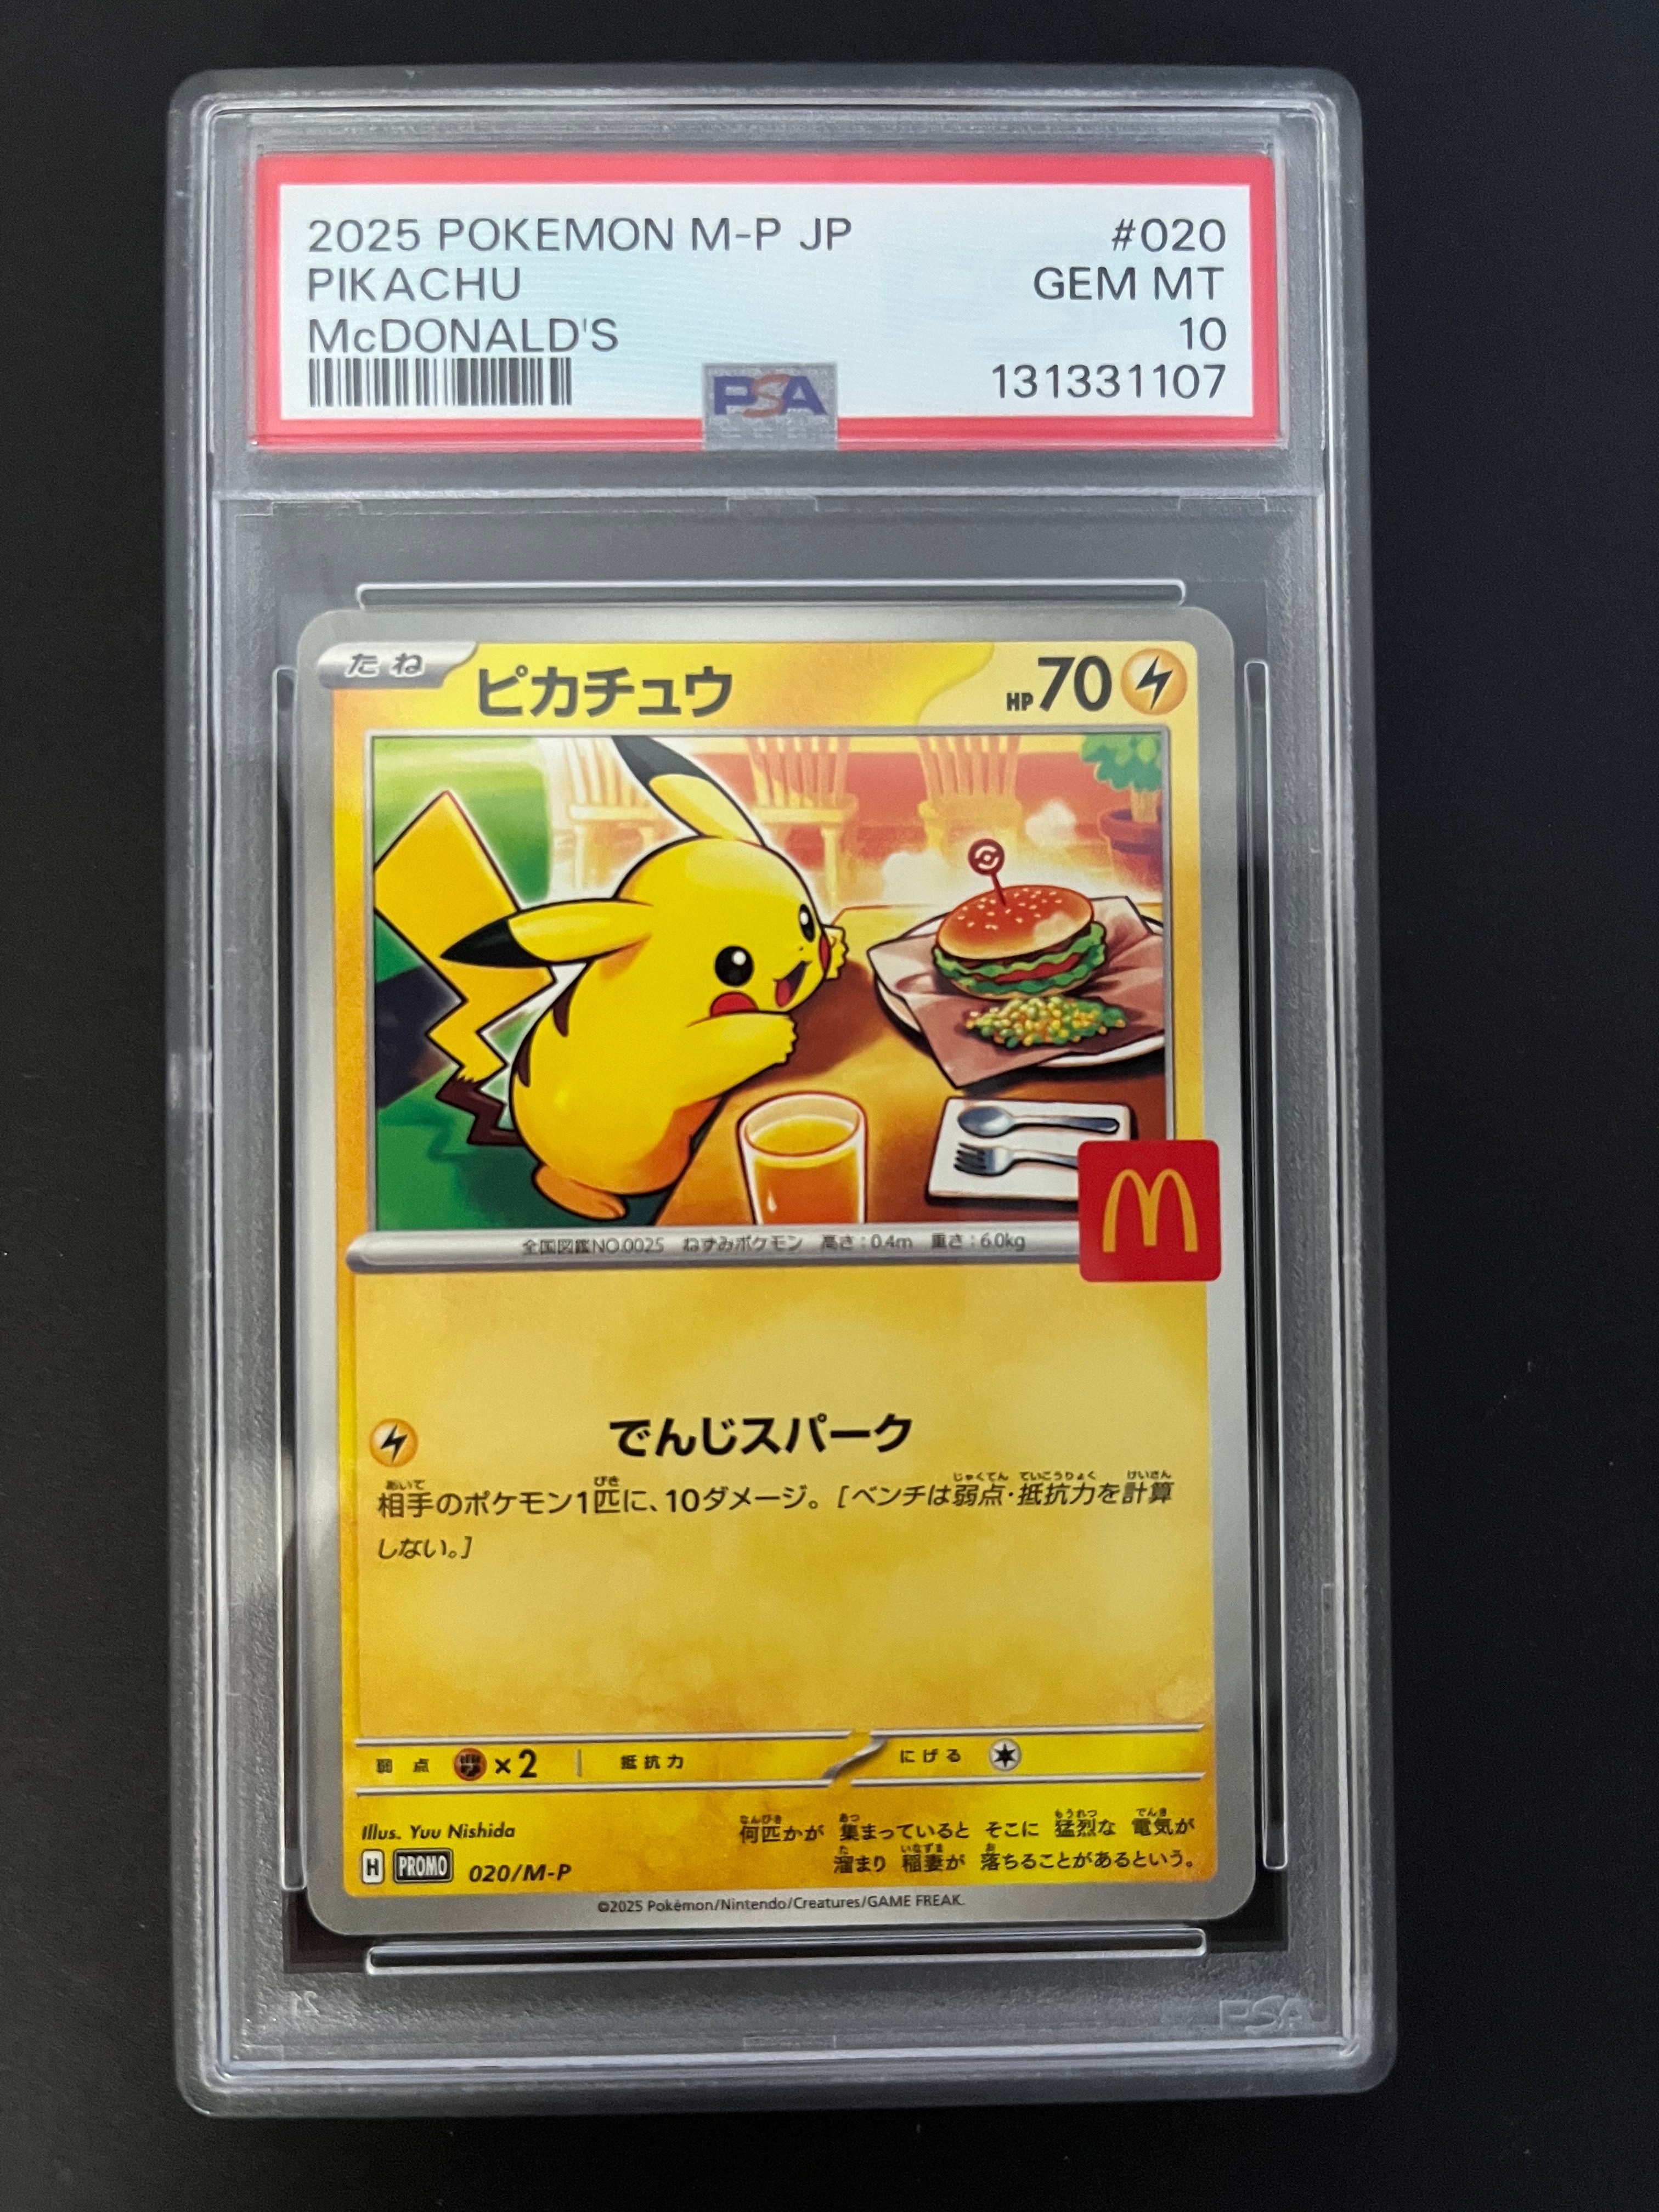 2025 POKEMON M-P JP #020
PIKACHU GEM MT
McDONALD'S 10
131331107
PSA
たね ピカチュウ HP70
M
全国図鑑NO.0025 ねずみポケモン 高さ:0.4m 重さ:6.0kg
でんじスパーク
相手のポケモン1匹に、10ダメージ。[ベンチは弱点・抵抗力を計算
しない。]
弱点 ×2 抵抗力 にげる
Illus. Yuu Nishida
何匹かが 集まっていると そこに 猛烈な 電気が
溜まり 稲妻が 落ちることがあるという。
H PROMO 020/M-P
©2025 Pokémon/Nintendo/Creatures/GAME FREAK.
PSA